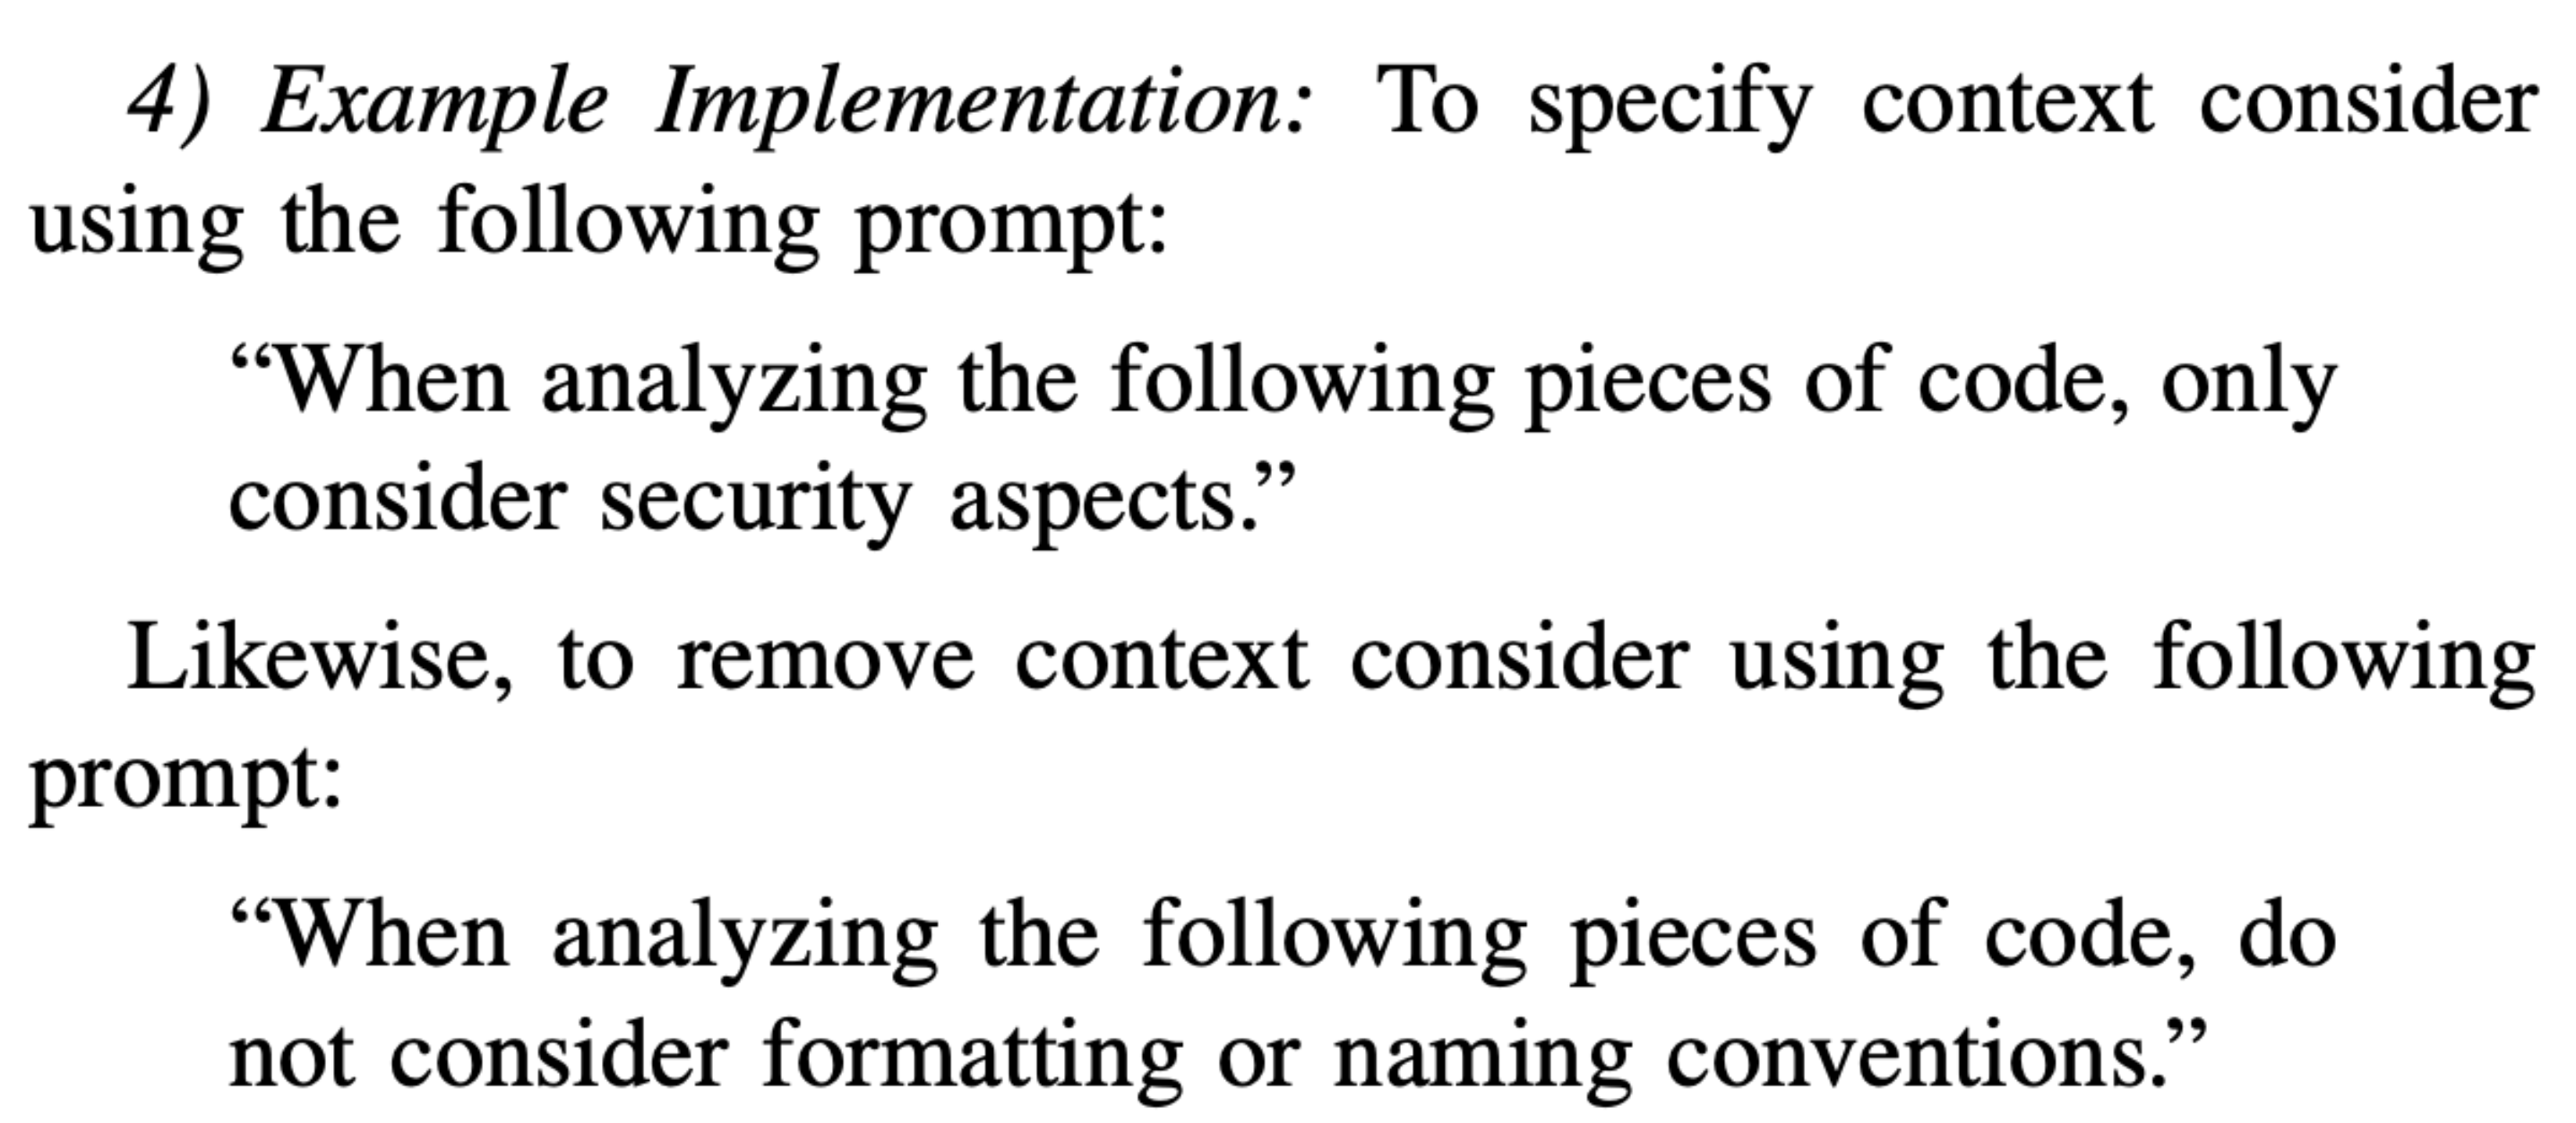 4) Example Implementation: To specify context consider
using the following prompt:
“When analyzing the following pieces of code, only
consider security aspects.”
Likewise, to remove context consider using the following
prompt:
“When analyzing the following pieces of code, do
not consider formatting or naming conventions.”